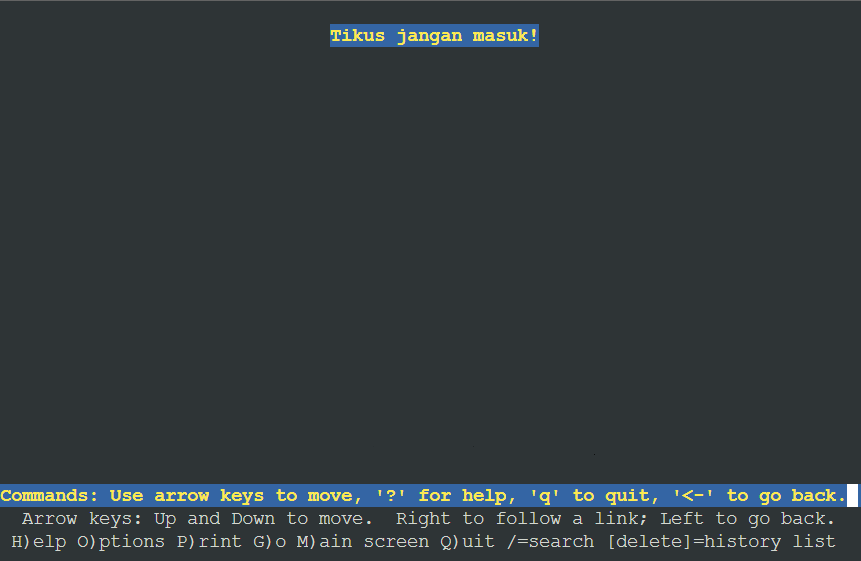 Tikus jangan masuk!
Commands: Use arrow keys to move, '?' for help, 'q' to quit, '<-' to go back.
Arrow keys: Up and Down to move.  Right to follow a link; Left to go back.
H)elp O)ptions P)rint G)o M)ain screen Q)uit /=search [delete]=history list